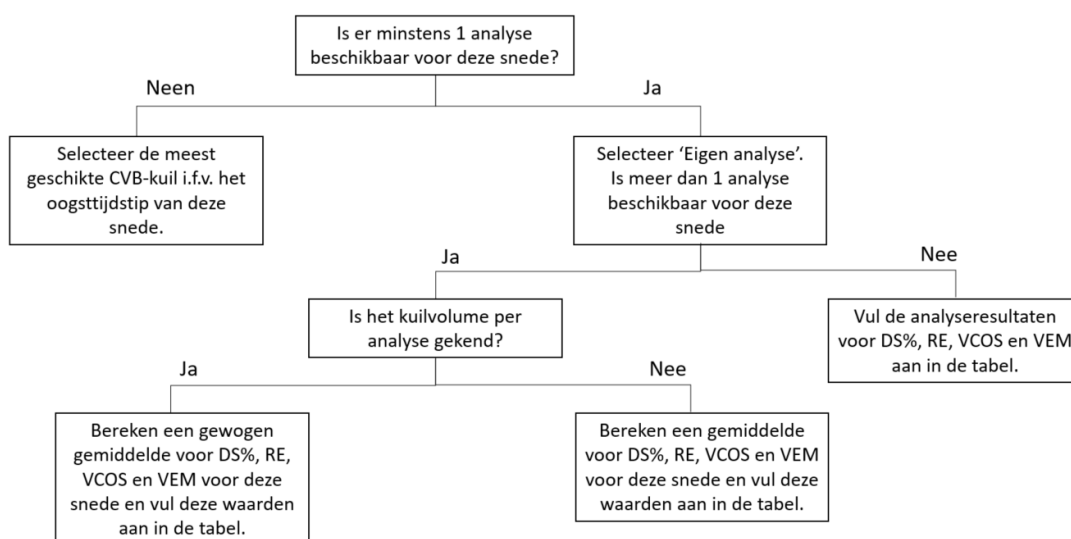 Is er minstens 1 analyse
beschikbaar voor deze snede?
Neen
Ja
Selecteer de meest
geschikte CVB-kuil i.f.v. het
oogsttijdstip van deze
snede.
Selecteer ‘Eigen analyse’.
Is meer dan 1 analyse
beschikbaar voor deze
snede
Ja
Nee
Is het kuilvolume per
analyse gekend?
Vul de analyseresultaten
voor DS%, RE, VCOS en VEM
aan in de tabel.
Ja
Nee
Bereken een gewogen
gemiddelde voor DS%, RE,
VCOS en VEM voor deze
snede en vul deze waarden
aan in de tabel.
Bereken een gemiddelde
voor DS%, RE, VCOS en VEM
voor deze snede en vul deze
waarden aan in de tabel.